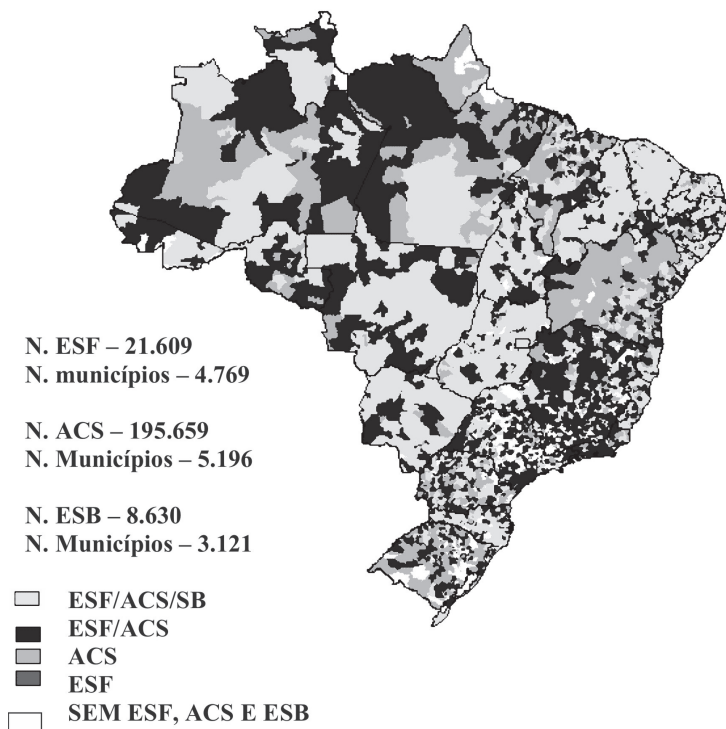 N. ESF – 21.609
N. municípios – 4.769
N. ACS – 195.659
N. Municípios – 5.196
N. ESB – 8.630
N. Municípios – 3.121
ESF/ACS/SB
ESF/ACS
ACS
ESF
SEM ESF, ACS E ESB